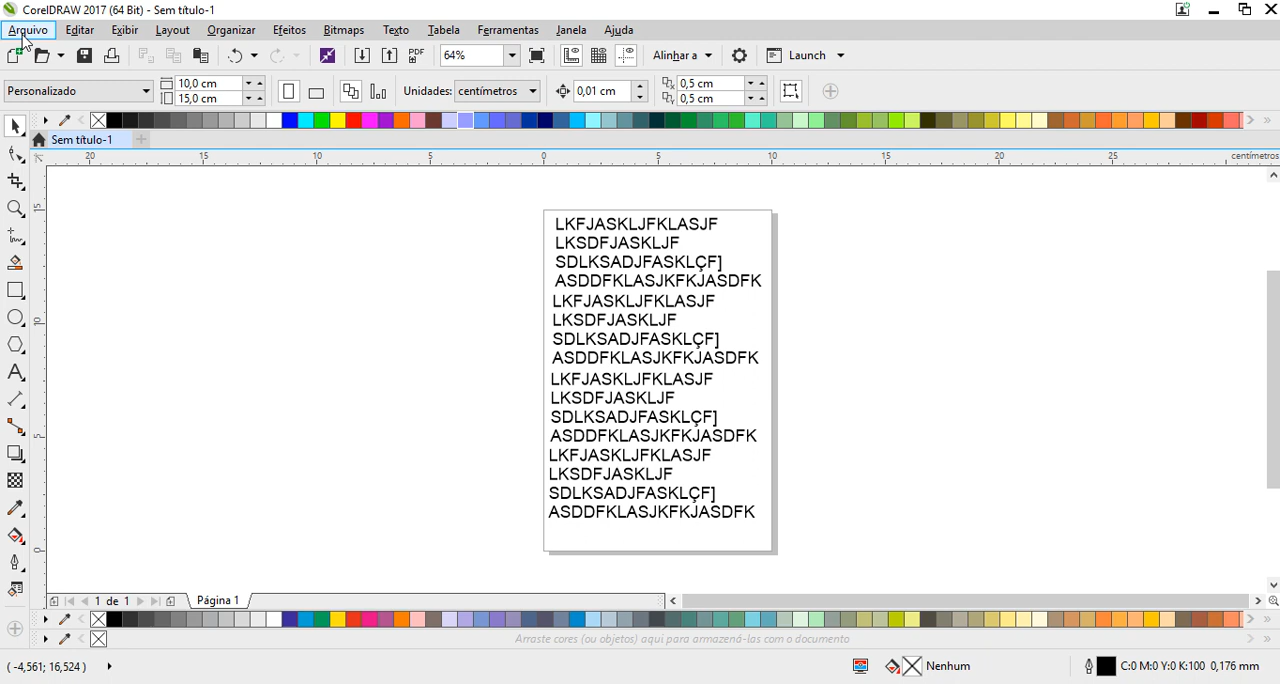 CorelDRAW 2017 (64 Bit) - Sem título-1
Arquivo Editar Exibir Layout Organizar Efeitos Bitmaps Texto Tabela Ferramentas Janela Ajuda
PDF 64% Alinhar a Launch
Personalizado 10,0 cm Unidades: centímetros 0,01 cm 0,5 cm
15,0 cm 0,5 cm
Sem título-1
20 15 10 5 0 5 10 15 20 25 centímetros
15
10
5
0
LKFJASKLJFKLASJF
LKSDFJASKLJF
SDLKSADJFASKLÇF]
ASDDFKLASJKFKJASDFK
LKFJASKLJFKLASJF
LKSDFJASKLJF
SDLKSADJFASKLÇF]
ASDDFKLASJKFKJASDFK
LKFJASKLJFKLASJF
LKSDFJASKLJF
SDLKSADJFASKLÇF]
ASDDFKLASJKFKJASDFK
LKFJASKLJFKLASJF
LKSDFJASKLJF
SDLKSADJFASKLÇF]
ASDDFKLASJKFKJASDFK
1 de 1 Página 1
Arraste cores (ou objetos) aqui para armazená-las com o documento
( -4,561; 16,524 ) Nenhum C:0 M:0 Y:0 K:100 0,176 mm